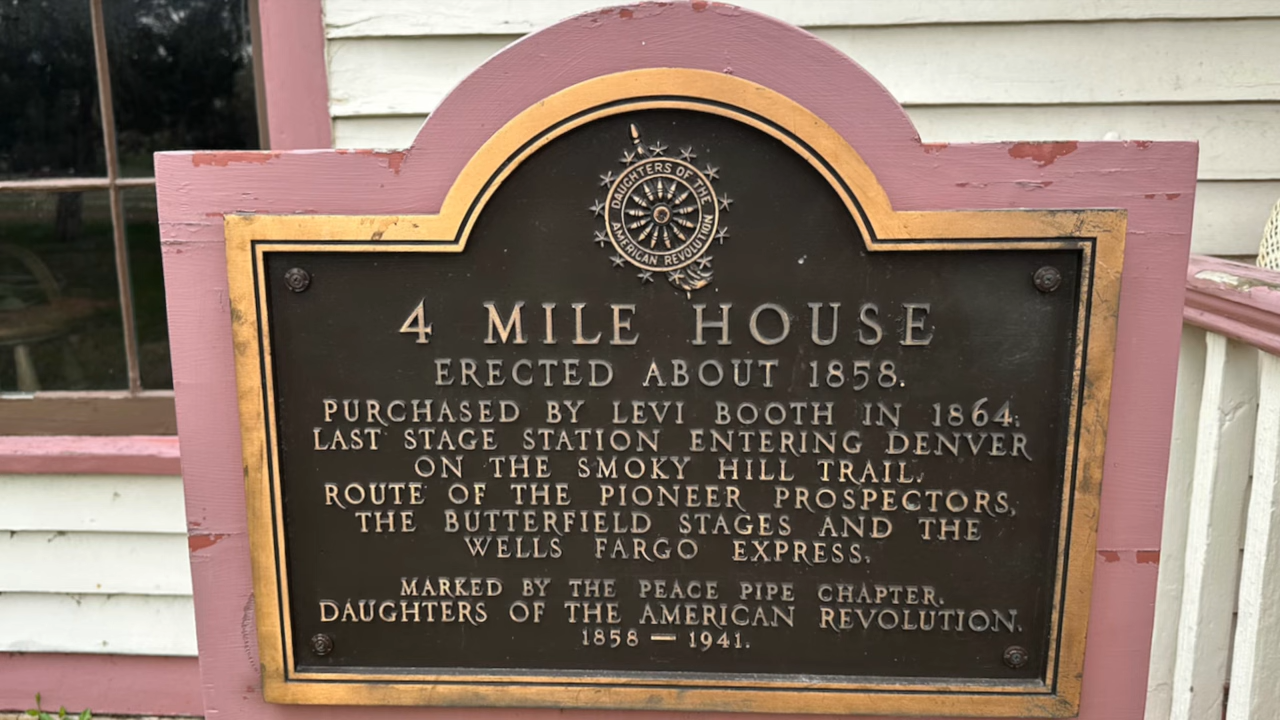 DAUGHTERS OF THE
AMERICAN REVOLUTION
4 MILE HOUSE
ERECTED ABOUT 1858.
PURCHASED BY LEVI BOOTH IN 1864.
LAST STAGE STATION ENTERING DENVER
ON THE SMOKY HILL TRAIL.
ROUTE OF THE PIONEER PROSPECTORS,
THE BUTTERFIELD STAGES AND THE
WELLS FARGO EXPRESS.
MARKED BY THE PEACE PIPE CHAPTER.
DAUGHTERS OF THE AMERICAN REVOLUTION.
1858 — 1941.